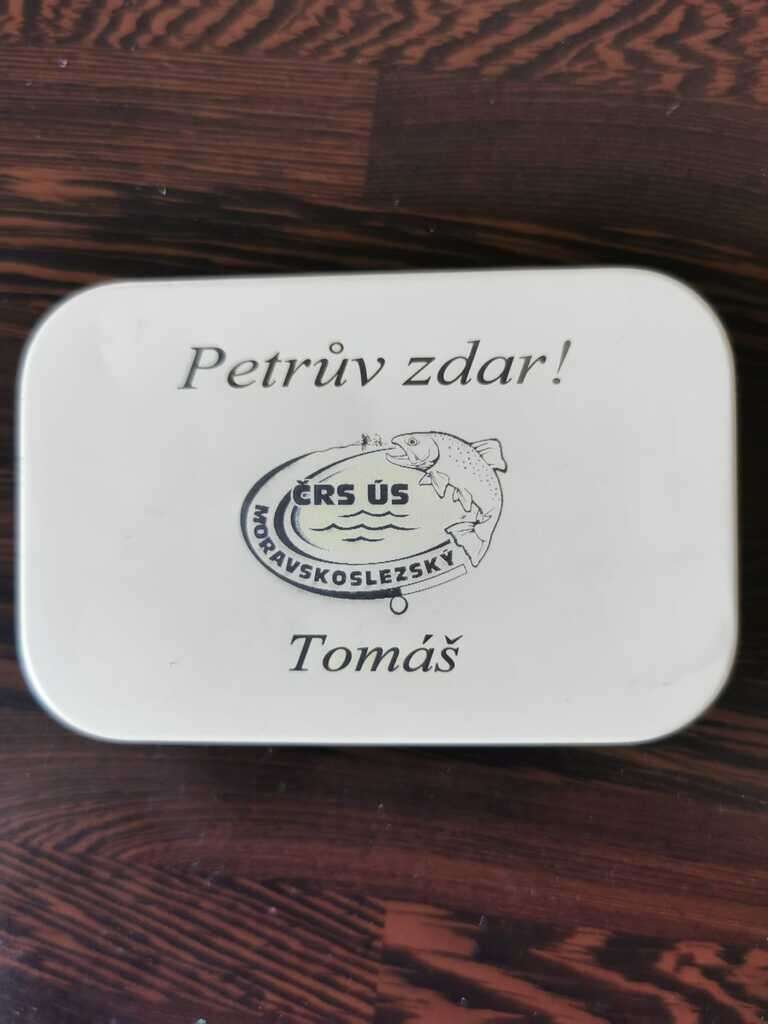 Petrův zdar!
ČRS ÚS
MORAVSKOSLEZSKÝ
Tomáš